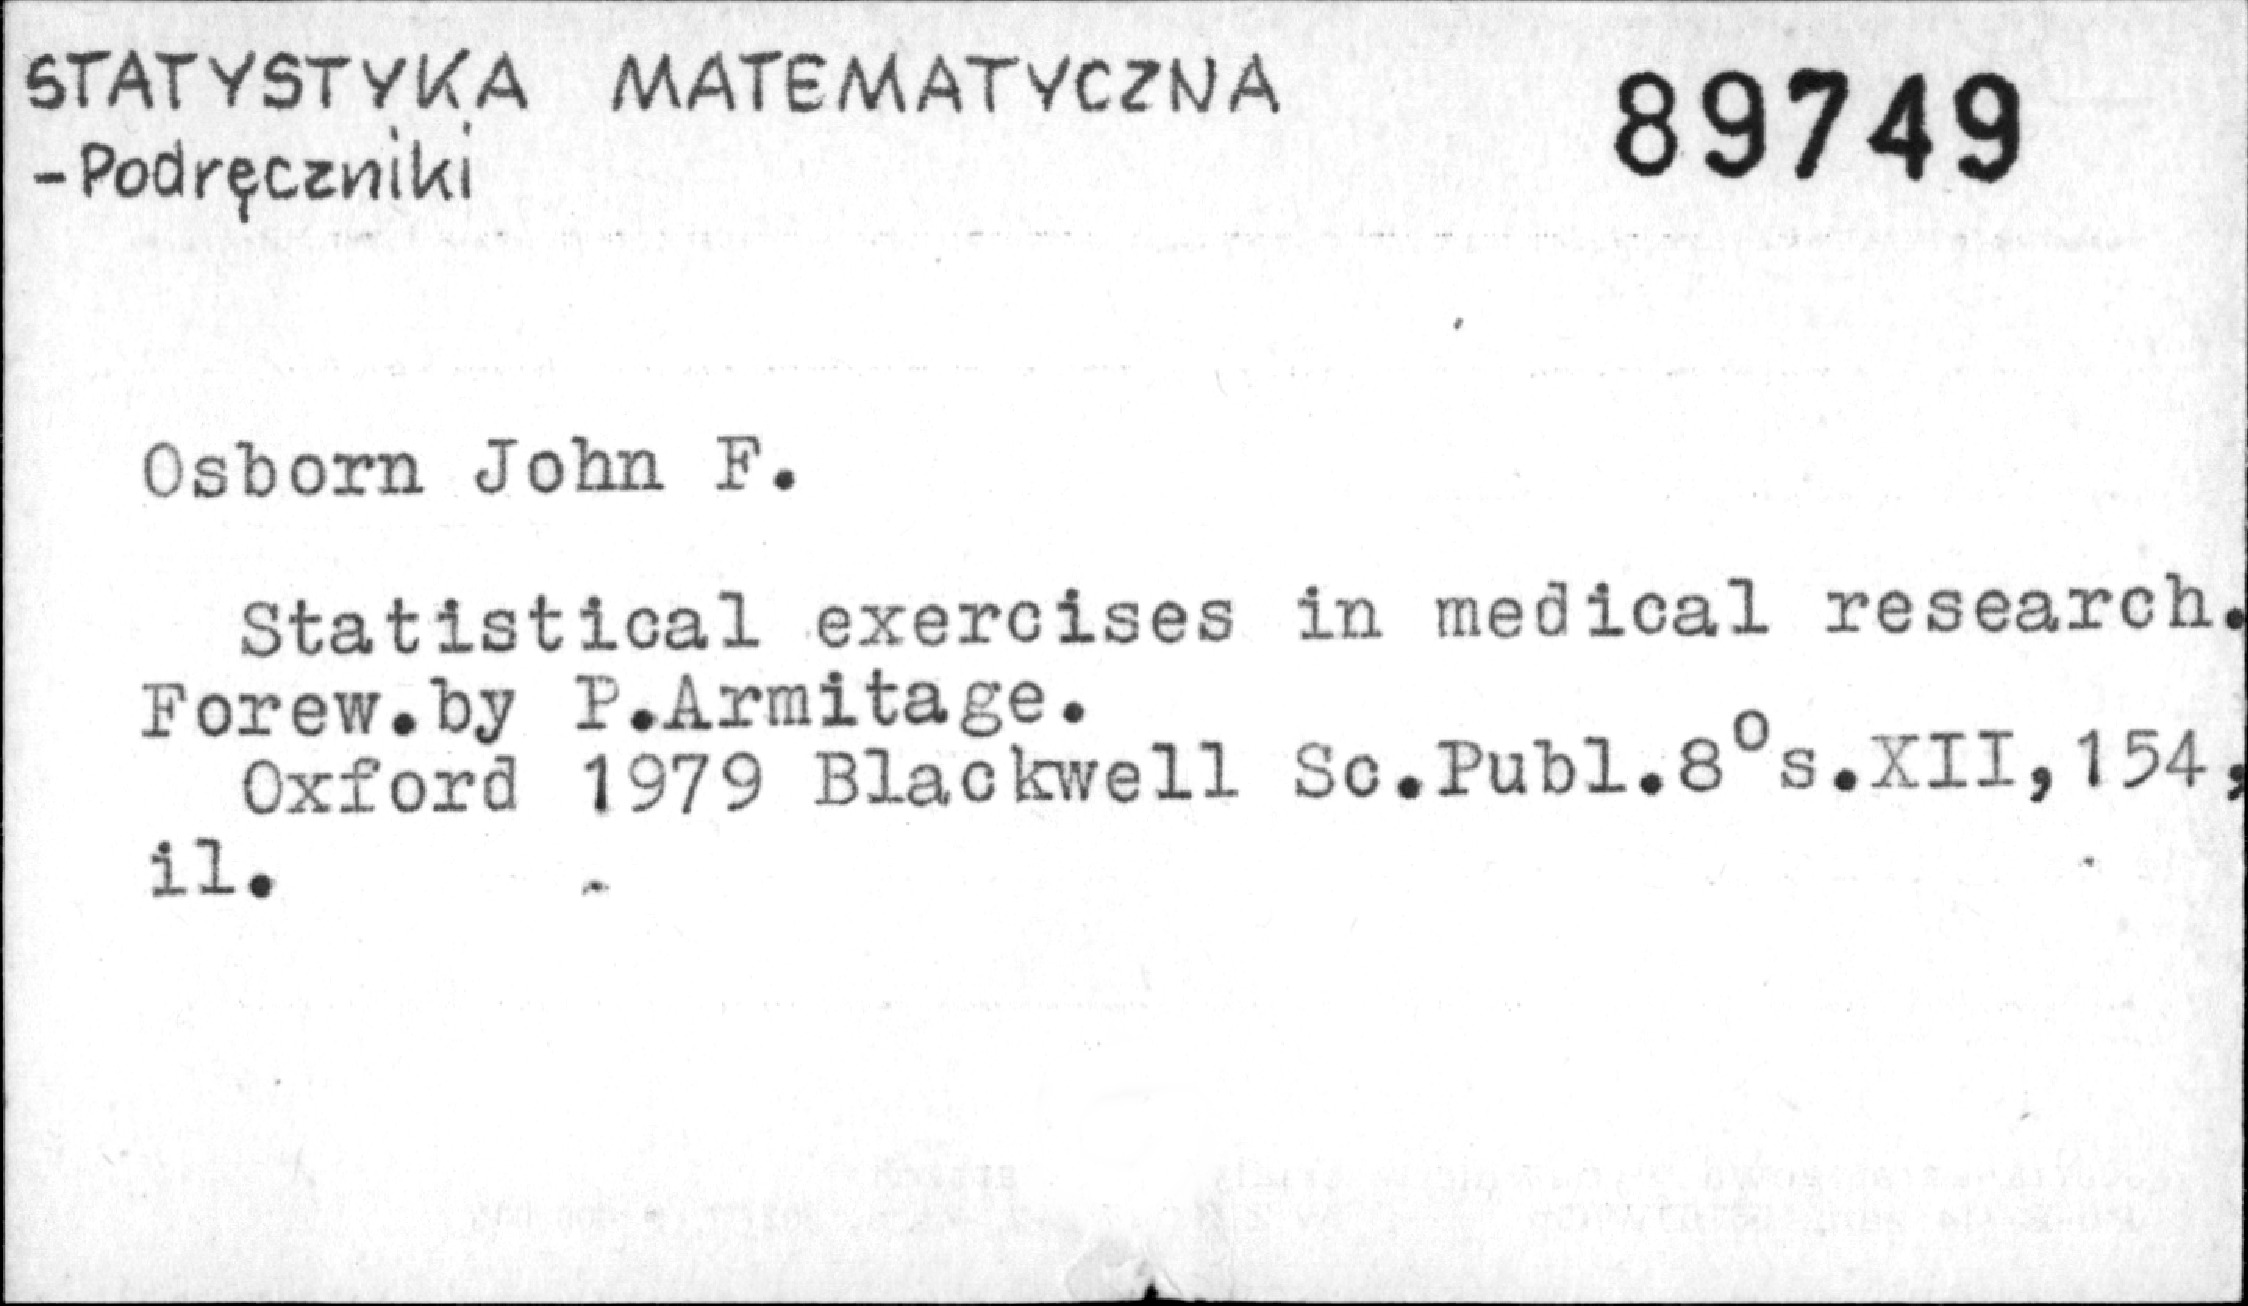 STATYSTYKA MATEMATYCZNA 89749
-Podręczniki
Osborn John F.
Statistical exercises in medical research.
Forew.by P.Armitage.
Oxford 1979 Blackwell Sc.Publ.8°s.XII,154,
il.